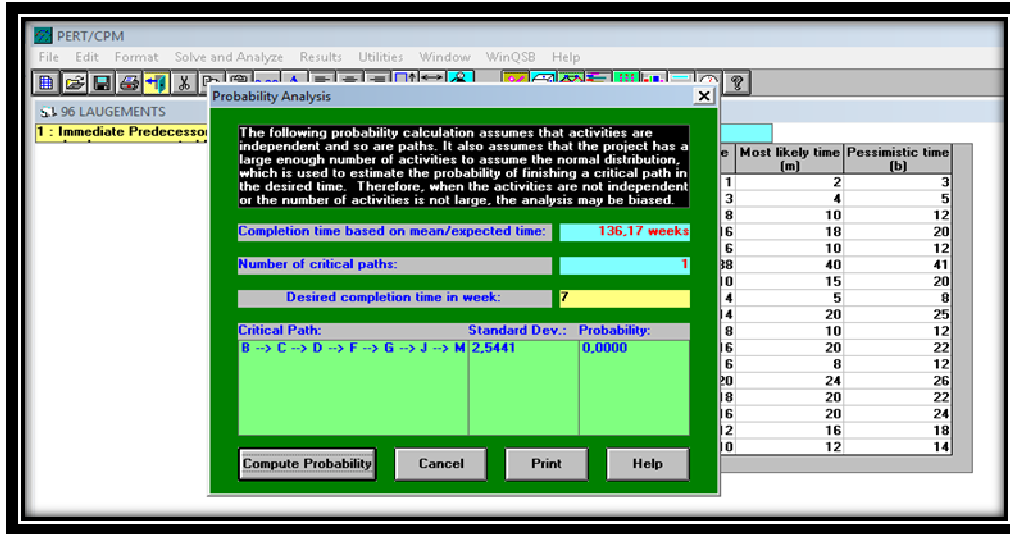 PERT/CPM
File Edit Format Solve and Analyze Results Utilities Window WinQSB Help
96 LAUGEMENTS
1 : Immediate Predecessor
Probability Analysis
The following probability calculation assumes that activities are
independent and so are paths. It also assumes that the project has a
large enough number of activities to assume the normal distribution,
which is used to estimate the probability of finishing a critical path in
the desired time. Therefore, when the activities are not independent
or the number of activities is not large, the analysis may be biased.
Completion time based on mean/expected time: 136,17 weeks
Number of critical paths: 1
Desired completion time in week: 7
Critical Path: Standard Dev.: Probability:
B --> C --> D --> F --> G --> J --> M 2,5441 0,0000
Compute Probability Cancel Print Help
e Most likely time Pessimistic time
(m) (b)
1 2 3
3 4 5
8 10 12
16 18 20
6 10 12
38 40 41
10 15 20
4 5 8
14 20 25
8 10 12
16 20 22
6 8 12
20 24 26
18 20 22
16 20 24
12 16 18
10 12 14